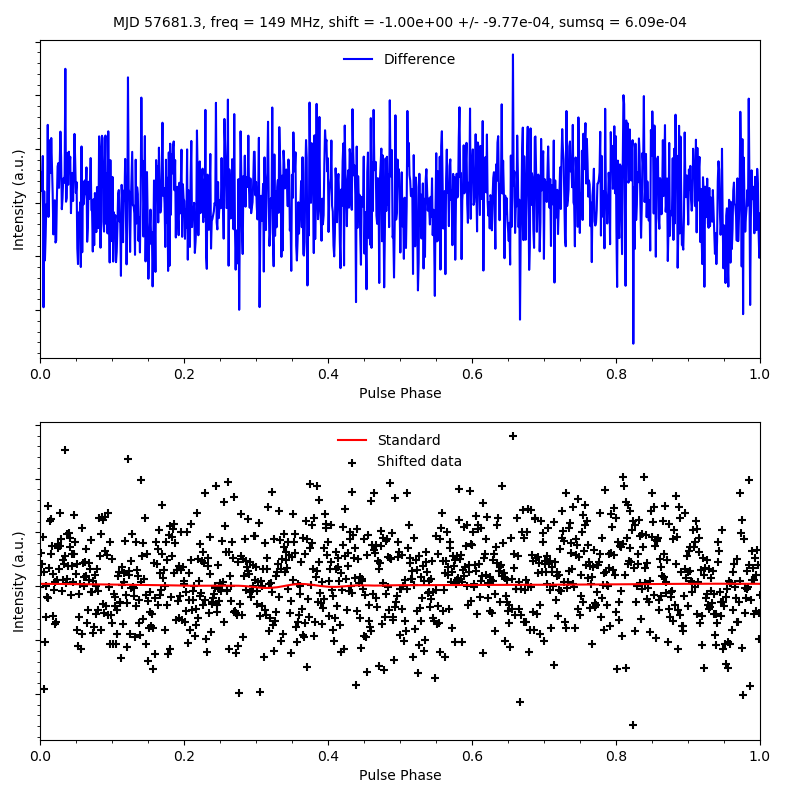 MJD 57681.3, freq = 149 MHz, shift = -1.00e+00 +/- -9.77e-04, sumsq = 6.09e-04
Difference
Intensity (a.u.)
0.0 0.2 0.4 0.6 0.8 1.0
Pulse Phase
Standard
Shifted data
Intensity (a.u.)
0.0 0.2 0.4 0.6 0.8 1.0
Pulse Phase